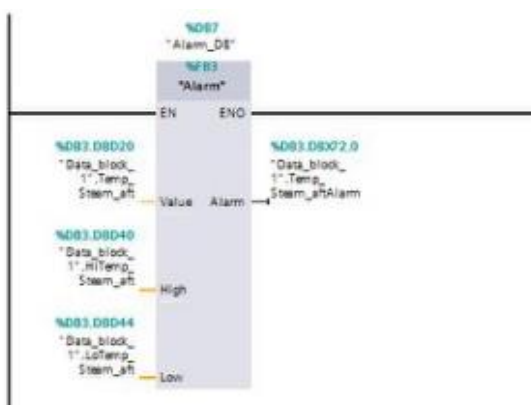 %DB7
"Alarm_DB"
%FB3
"Alarm"
EN ENO
%DB3.DBD20
"Data_block_
1".Temp_
Steam_aft
Value
%DB3.DBX72.0
"Data_block_
1".Temp_
Steam_aftAlarm
Alarm
%DB3.DBD40
"Data_block_
1".HiTemp_
Steam_aft
High
%DB3.DBD44
"Data_block_
1".LoTemp_
Steam_aft
Low